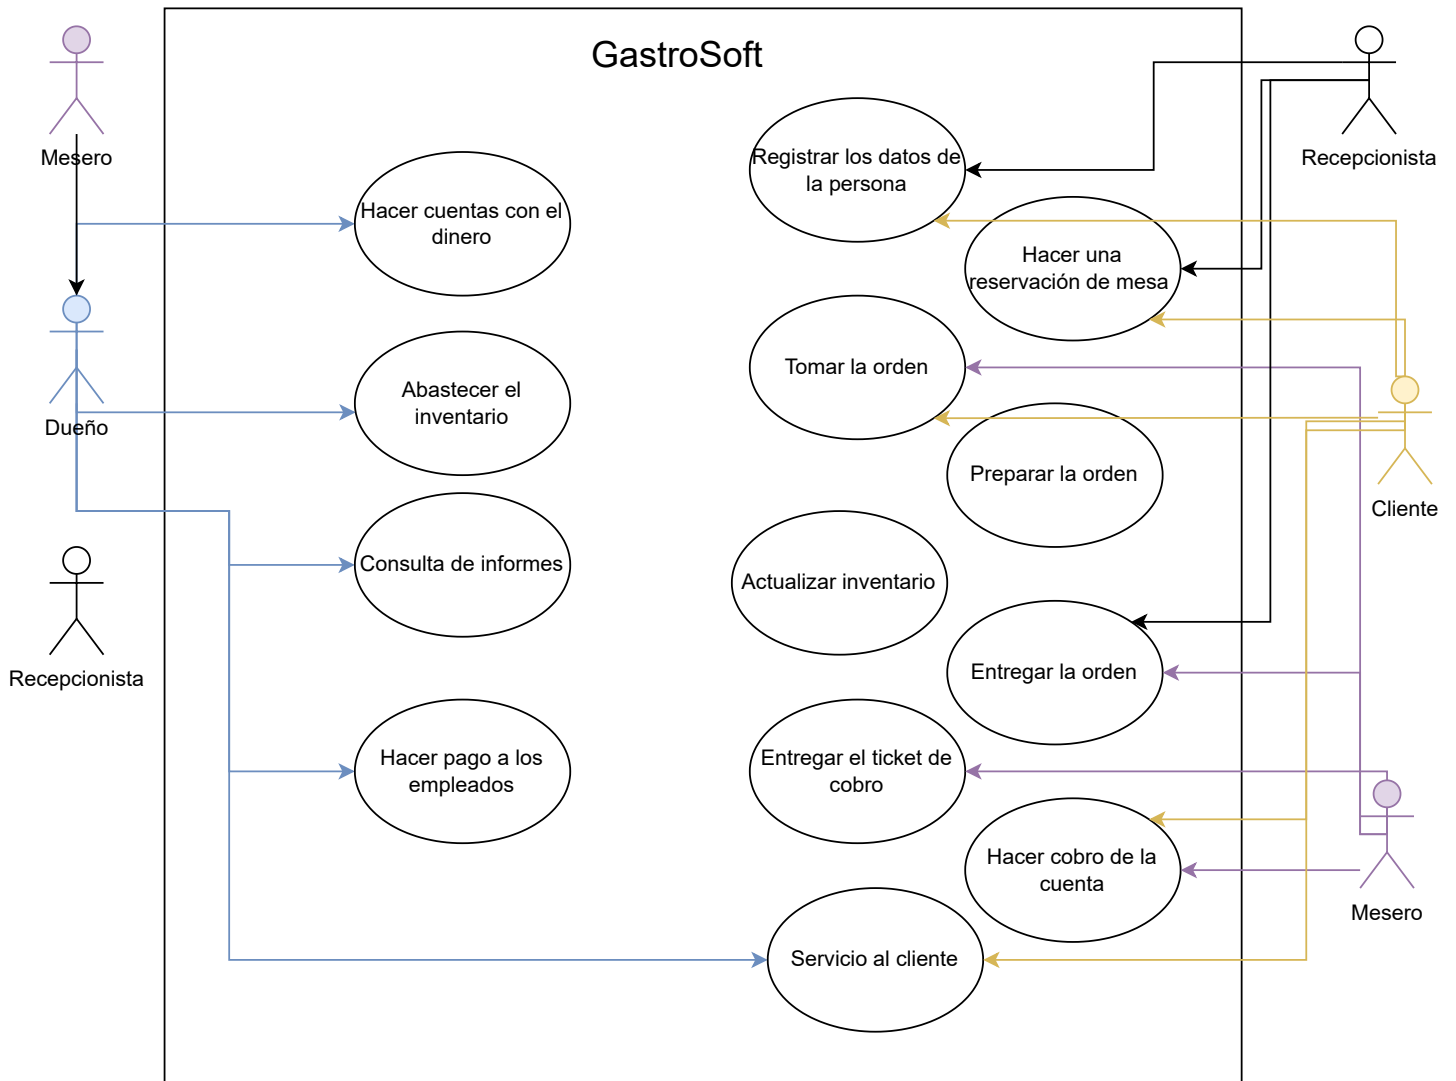 GastroSoft
Mesero
Recepcionista
Registrar los datos de
la persona
Hacer cuentas con el
dinero
Hacer una
reservación de mesa
Tomar la orden
Abastecer el
inventario
Dueño
Preparar la orden
Cliente
Consulta de informes
Actualizar inventario
Recepcionista
Entregar la orden
Hacer pago a los
empleados
Entregar el ticket de
cobro
Hacer cobro de la
cuenta
Mesero
Servicio al cliente